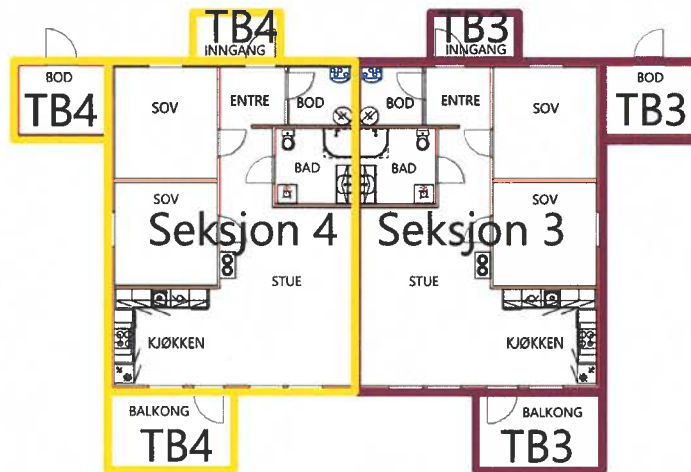 TB4
INNGANG
TB3
INNGANG
BOD
TB4
SOV
ENTRE
BOD
BOD
ENTRE
SOV
BOD
TB3
BAD
BAD
SOV
SOV
Seksjon 4
Seksjon 3
STUE
STUE
KJØKKEN
KJØKKEN
BALKONG
TB4
BALKONG
TB3